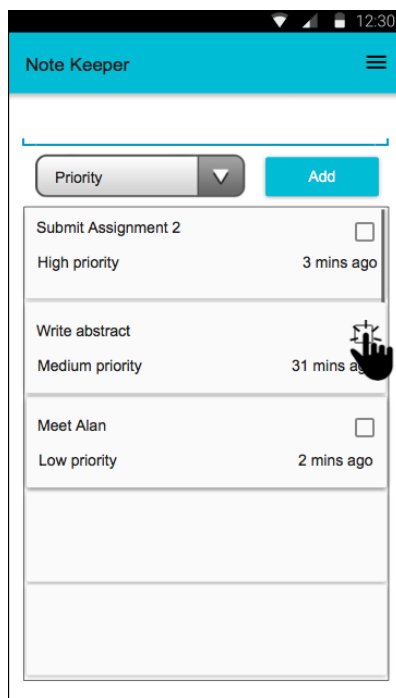 12:30
Note Keeper
Priority
Add
Submit Assignment 2
High priority 3 mins ago
Write abstract
Medium priority 31 mins
Meet Alan
Low priority 2 mins ago